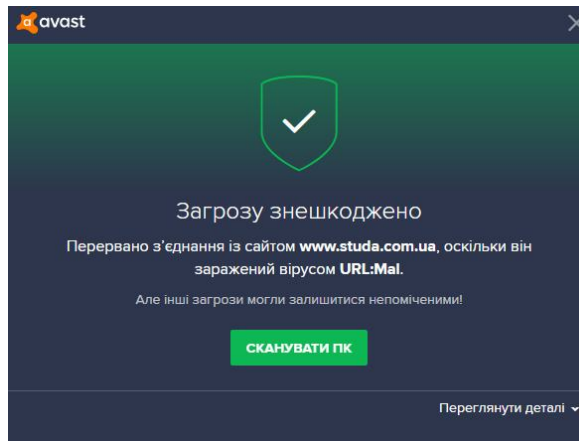 avast
Загрозу знешкоджено
Перервано з’єднання із сайтом www.studa.com.ua, оскільки він
заражений вірусом URL:Mal.
Але інші загрози могли залишитися непоміченими!
СКАНУВАТИ ПК
Переглянути деталі